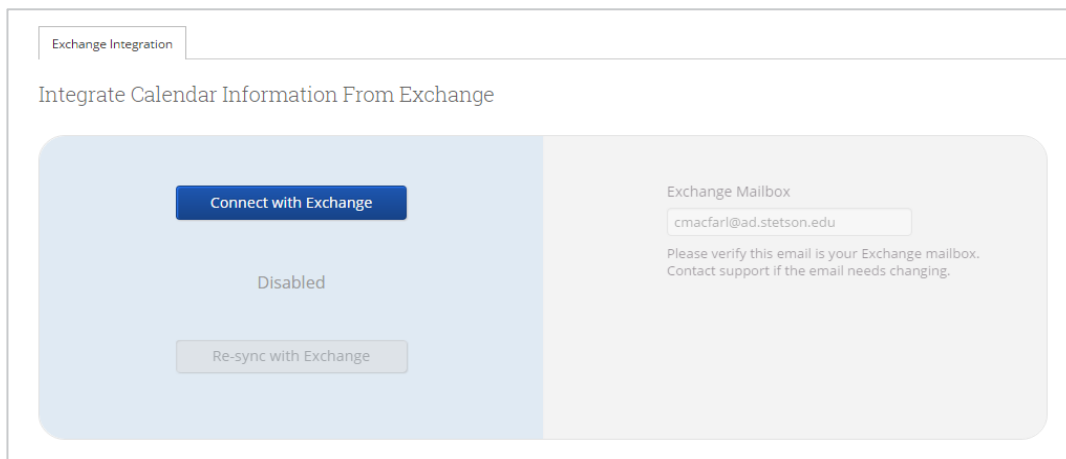 Exchange Integration
Integrate Calendar Information From Exchange
Connect with Exchange
Disabled
Re-sync with Exchange
Exchange Mailbox
cmacfarl@ad.stetson.edu
Please verify this email is your Exchange mailbox.
Contact support if the email needs changing.